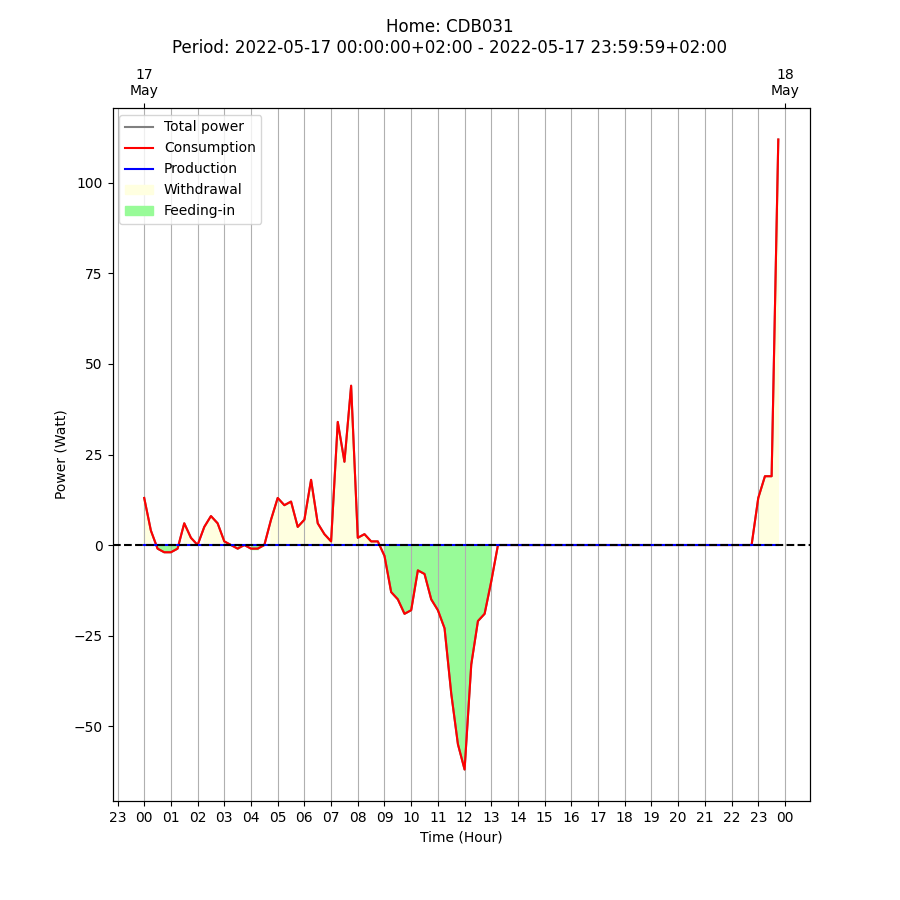 Home: CDB031
Period: 2022-05-17 00:00:00+02:00 - 2022-05-17 23:59:59+02:00
17 18
May May
Total power
Consumption
Production
Withdrawal
Feeding-in
100
75
50
25
0
−25
−50
Power (Watt)
23 00 01 02 03 04 05 06 07 08 09 10 11 12 13 14 15 16 17 18 19 20 21 22 23 00
Time (Hour)